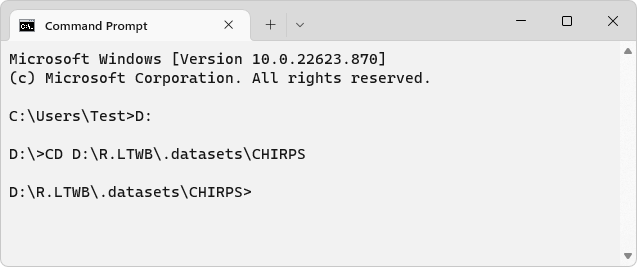 Command Prompt
Microsoft Windows [Version 10.0.22623.870]
(c) Microsoft Corporation. All rights reserved.
C:\Users\Test>D:
D:\>CD D:\R.LTWB\.datasets\CHIRPS
D:\R.LTWB\.datasets\CHIRPS>